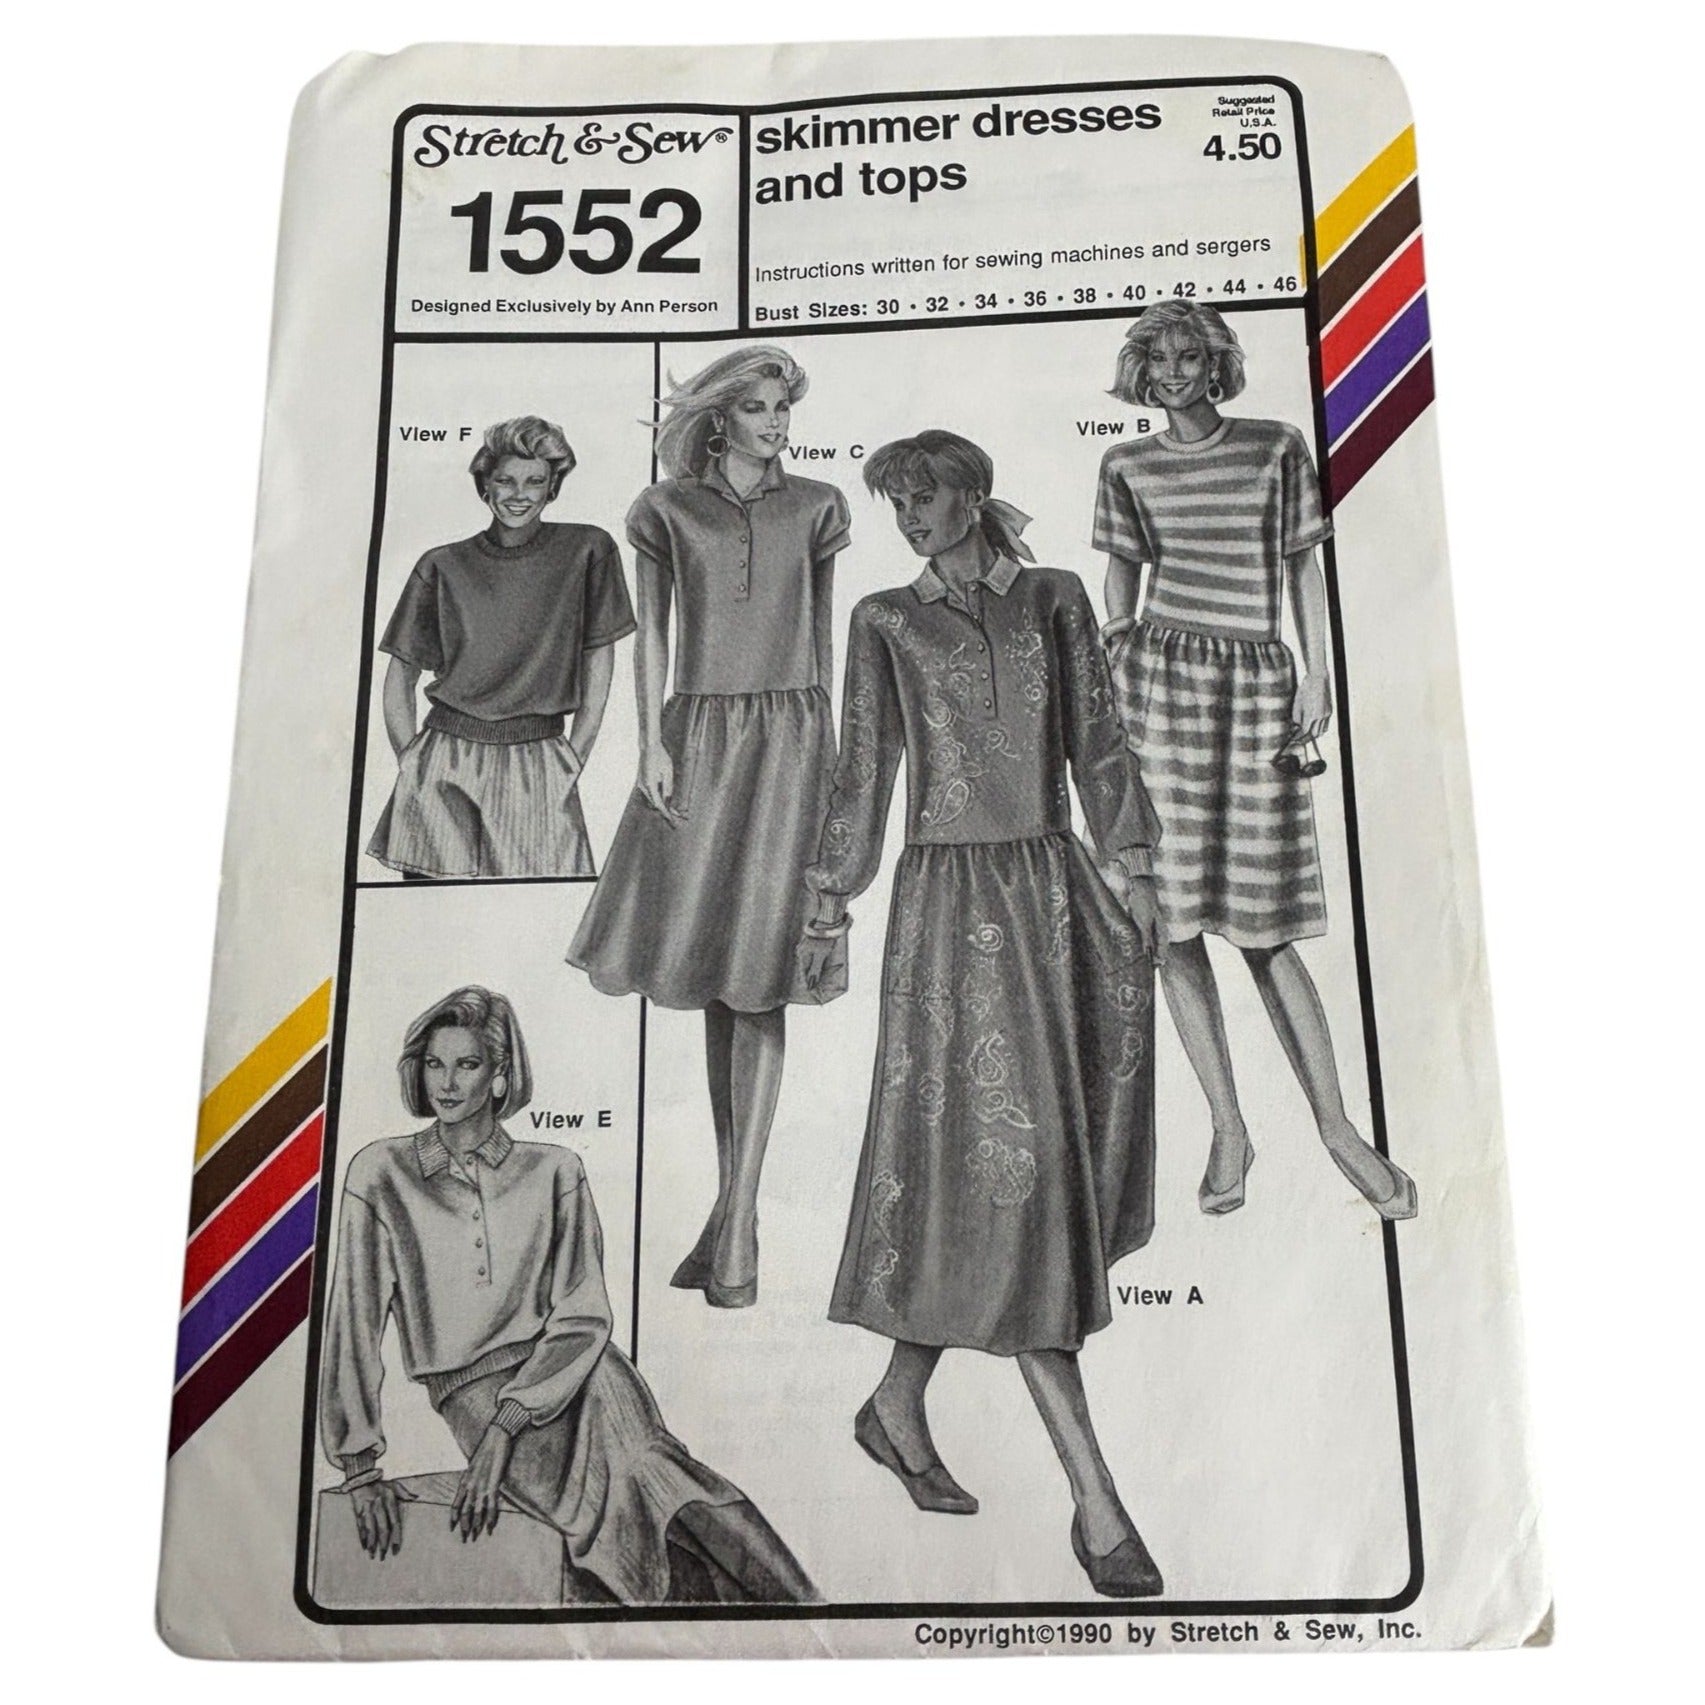 Stretch & Sew®
1552
Designed Exclusively by Ann Person
skimmer dresses
and tops
Suggested
Retail Price
U.S.A.
4.50
Instructions written for sewing machines and sergers
Bust Sizes: 30 • 32 • 34 • 36 • 38 • 40 • 42 • 44 • 46
View F
View C
View B
View E
View A
Copyright©1990 by Stretch & Sew, Inc.